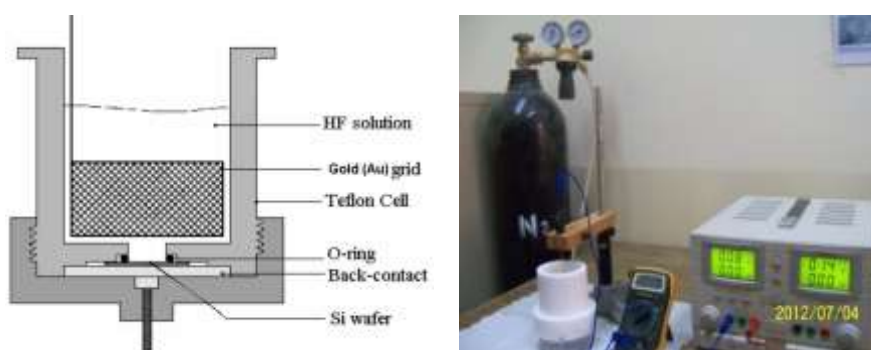 HF solution
Gold (Au) grid
Teflon Cell
O-ring
Back-contact
Si wafer
N2
2012/07/04